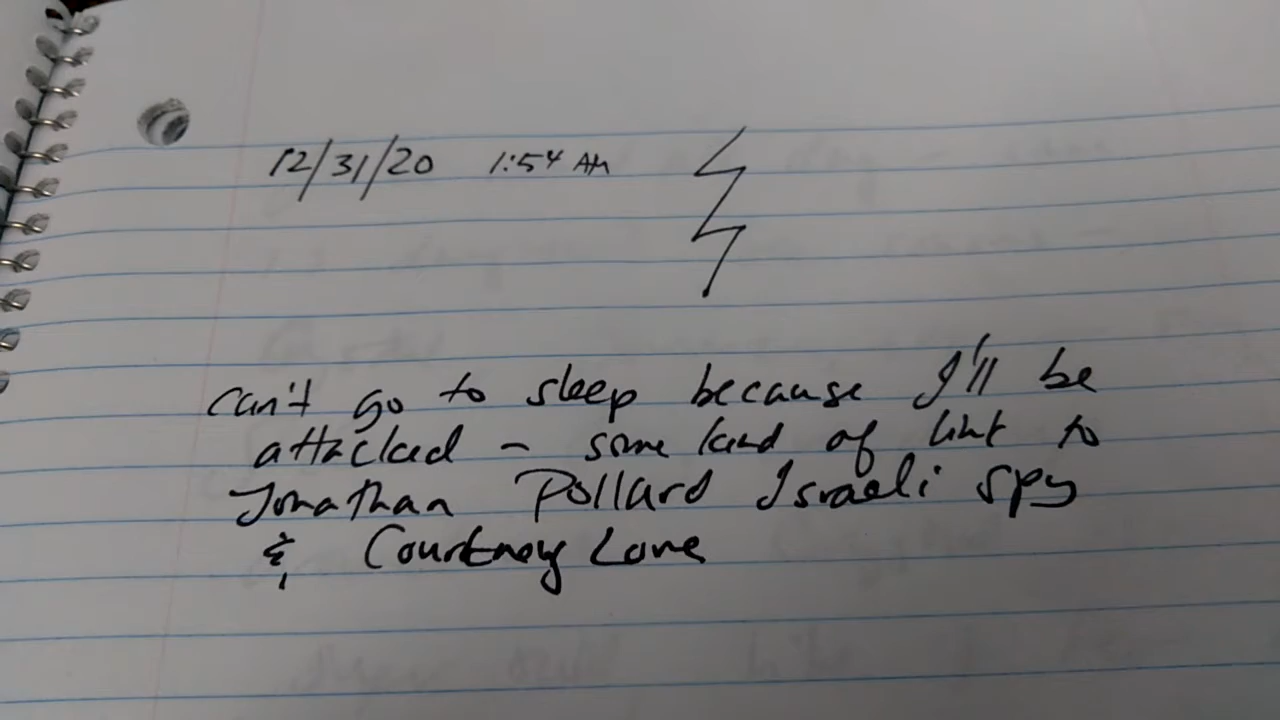 12/31/20 1:54 AM
can't go to sleep because I'll be
attacked - some kind of link to
Jonathan Pollard Israeli spy
& Courtney Love